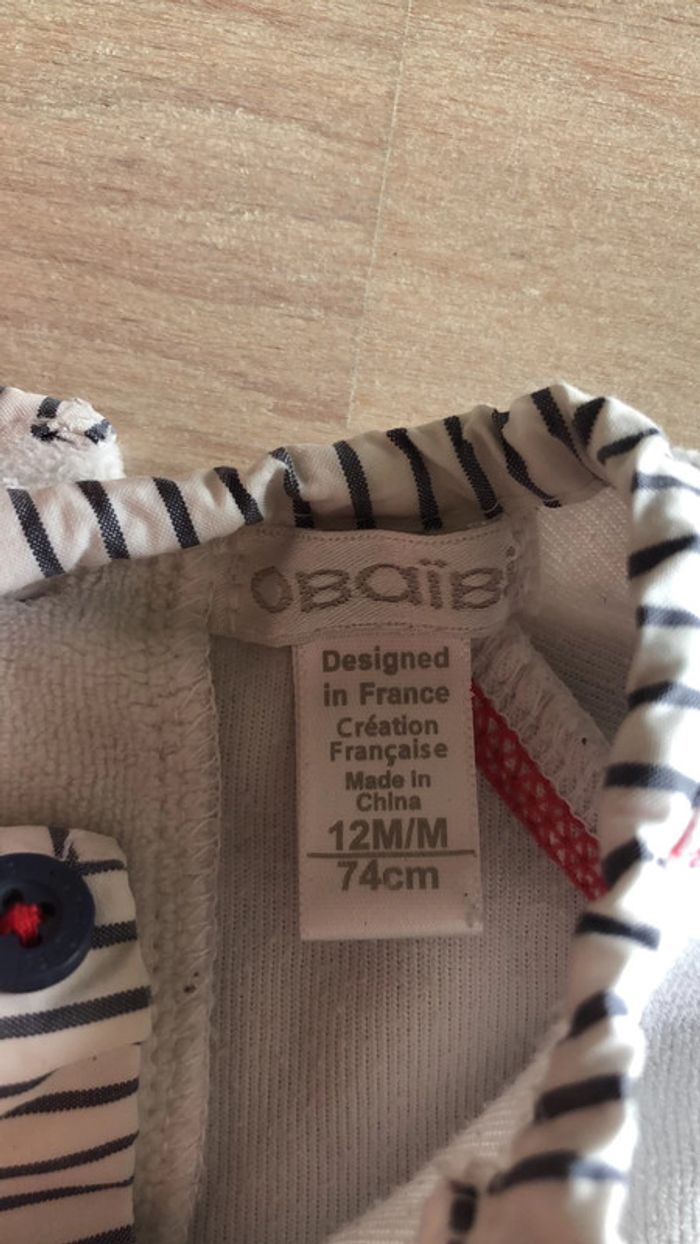 OBaïBi
Designed
in France
Création
Française
Made in
China
12M/M
74cm